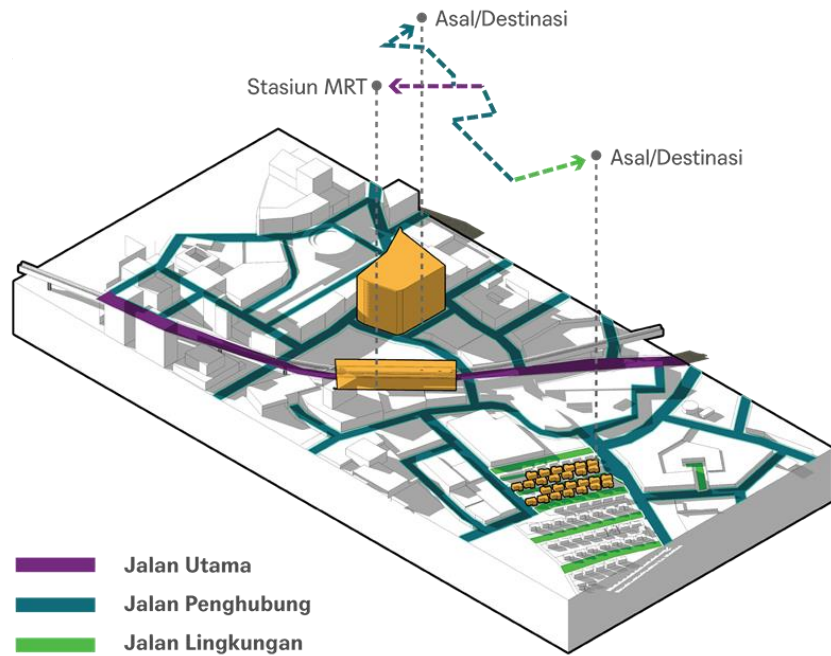 Asal/Destinasi
Stasiun MRT
Asal/Destinasi
Jalan Utama
Jalan Penghubung
Jalan Lingkungan